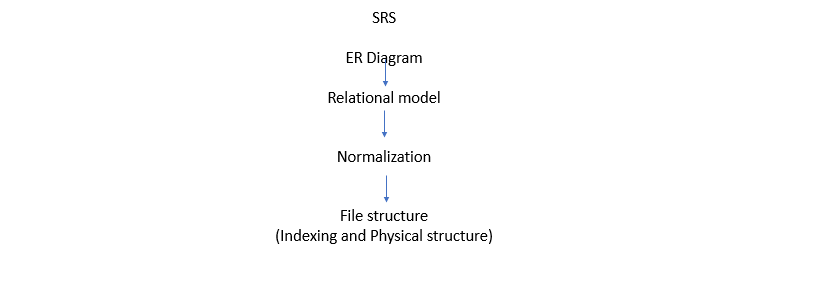 SRS
ER Diagram
Relational model
Normalization
File structure
(Indexing and Physical structure)